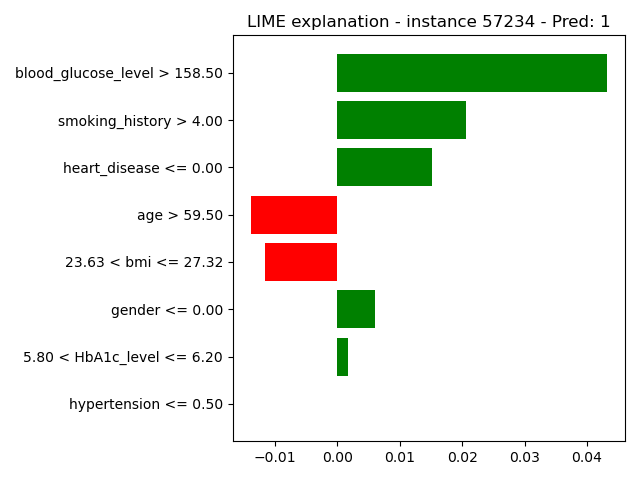 LIME explanation - instance 57234 - Pred: 1
blood_glucose_level > 158.50
smoking_history > 4.00
heart_disease <= 0.00
age > 59.50
23.63 < bmi <= 27.32
gender <= 0.00
5.80 < HbA1c_level <= 6.20
hypertension <= 0.50
−0.01 0.00 0.01 0.02 0.03 0.04